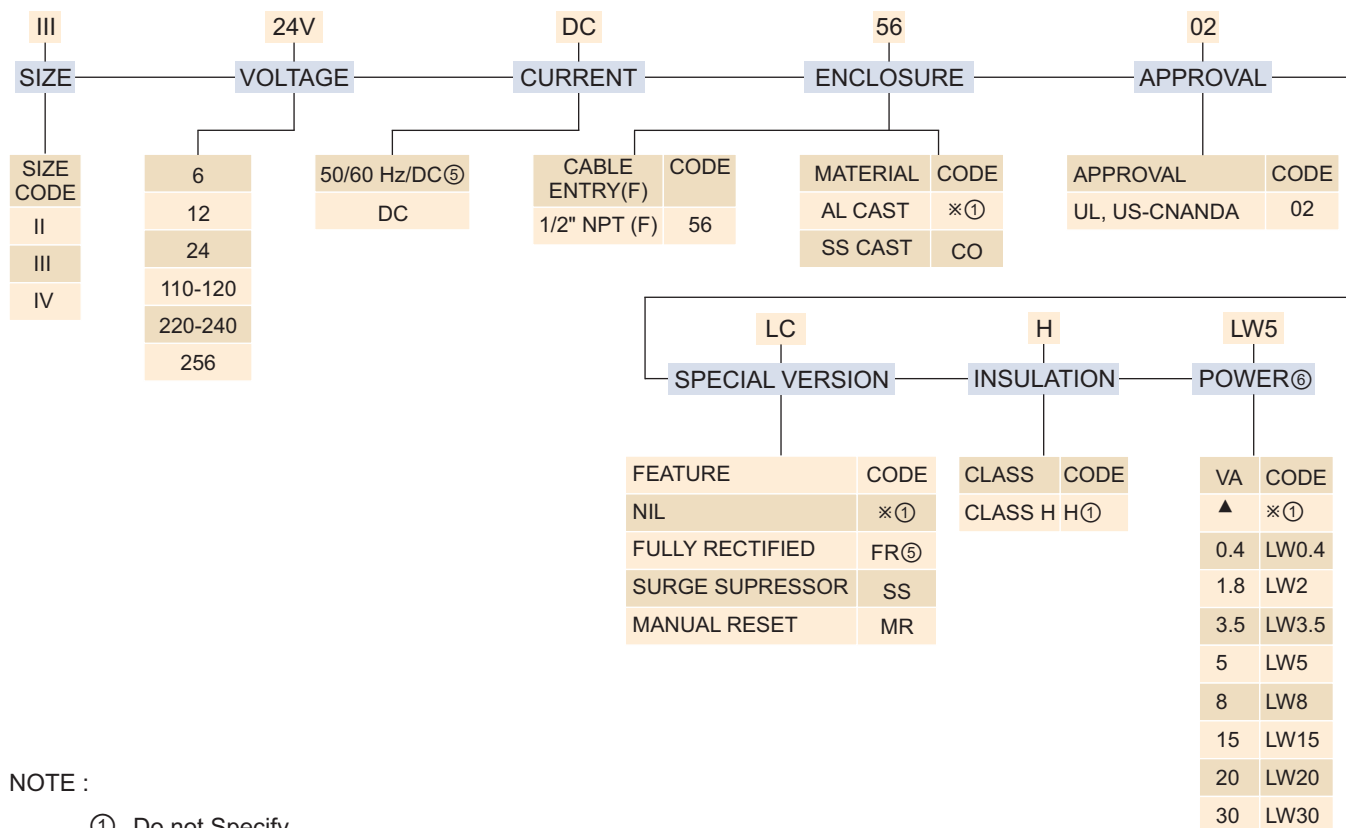 III 24V DC 56 02
SIZE VOLTAGE CURRENT ENCLOSURE APPROVAL
SIZE CODE
II
III
IV
6
12
24
110-120
220-240
256
50/60 Hz/DC⑤
DC
CABLE ENTRY(F) CODE
1/2" NPT (F) 56
MATERIAL CODE
AL CAST ※①
SS CAST CO
APPROVAL CODE
UL, US-CNANDA 02
LC H LW5
SPECIAL VERSION INSULATION POWER⑥
FEATURE CODE
NIL ※①
FULLY RECTIFIED FR⑤
SURGE SUPRESSOR SS
MANUAL RESET MR
CLASS CODE
CLASS H H①
VA CODE
▲ ※①
0.4 LW0.4
1.8 LW2
3.5 LW3.5
5 LW5
8 LW8
15 LW15
20 LW20
30 LW30
NOTE :
① Do not Specify